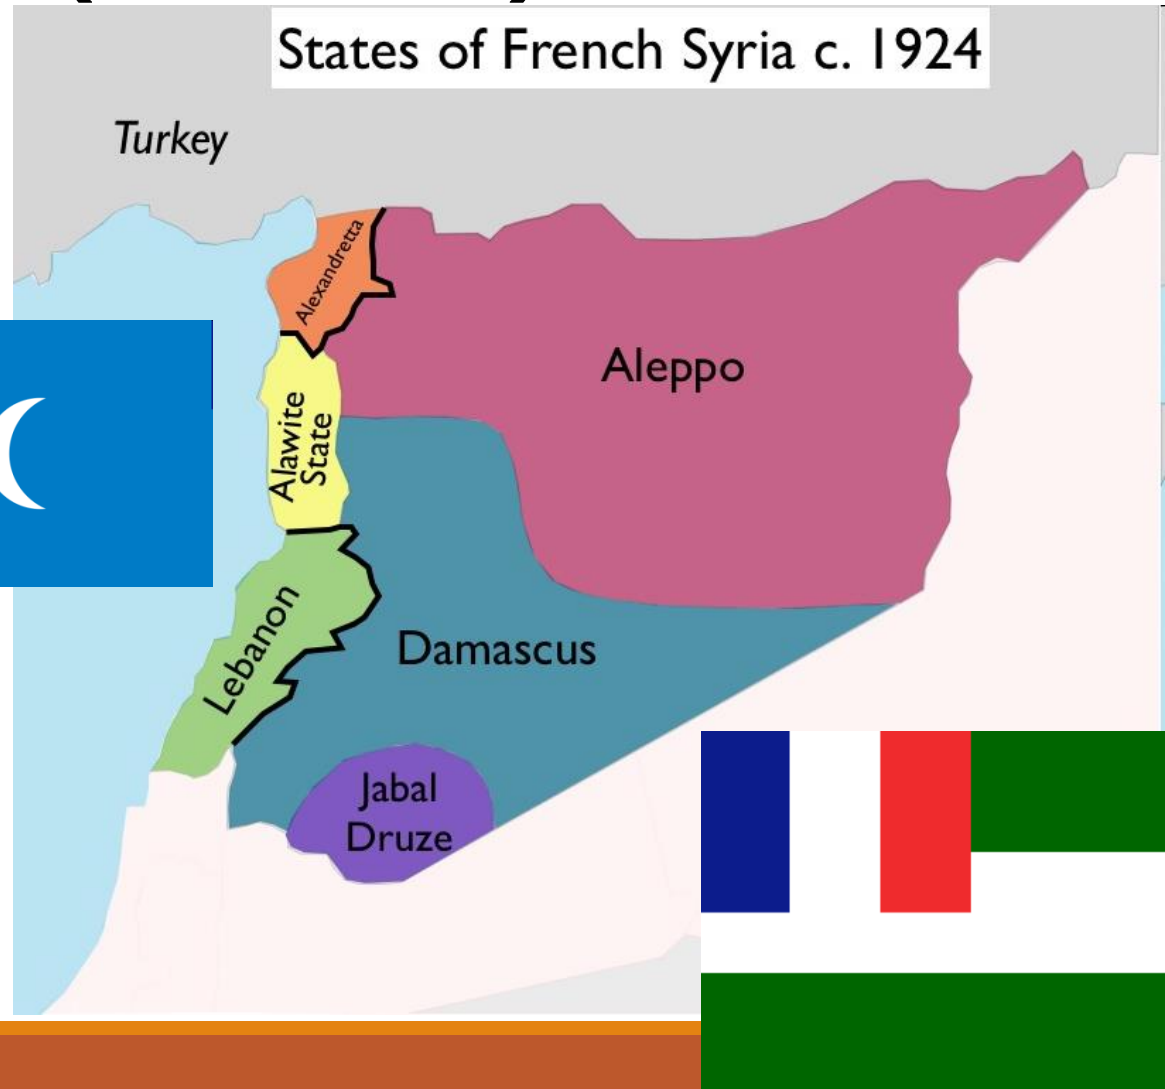 States of French Syria c. 1924
Turkey
Alexandretta
Aleppo
Alawite
State
Lebanon
Damascus
Jabal
Druze